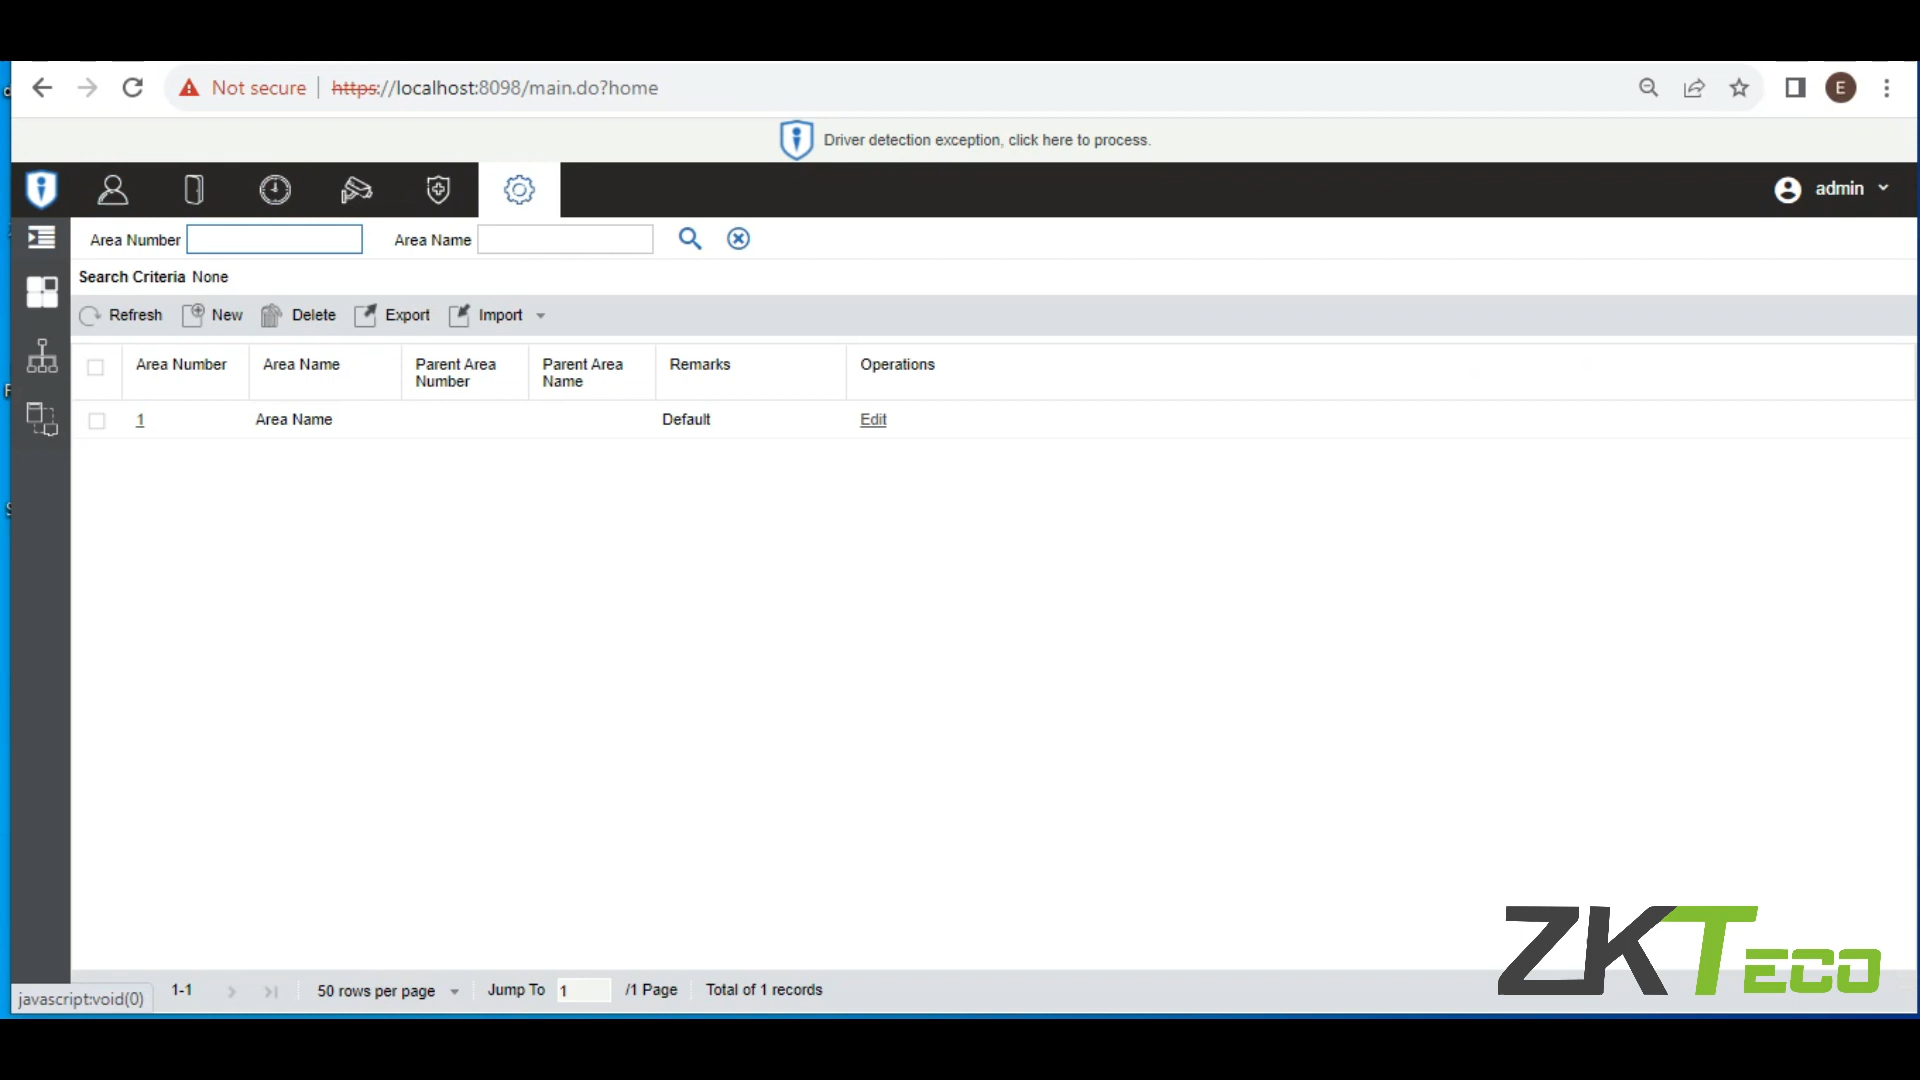 Not secure | https://localhost:8098/main.do?home
E
Driver detection exception, click here to process.
admin
Area Number
Area Name
Search Criteria None
Refresh New Delete Export Import
Area Number Area Name Parent Area Number Parent Area Name Remarks Operations
1 Area Name Default Edit
1-1 50 rows per page Jump To 1 /1 Page Total of 1 records
javascript:void(0)
ZKTeco